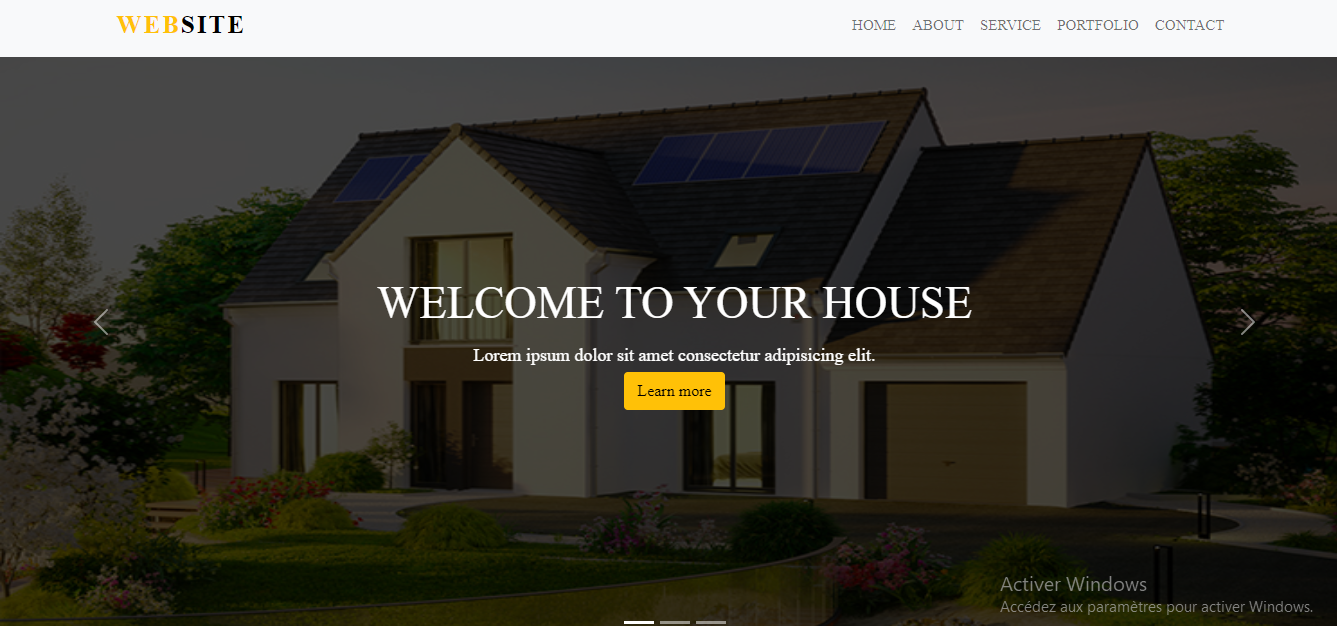 WEBSITE
HOME ABOUT SERVICE PORTFOLIO CONTACT
WELCOME TO YOUR HOUSE
Lorem ipsum dolor sit amet consectetur adipisicing elit.
Learn more
Activer Windows
Accédez aux paramètres pour activer Windows.